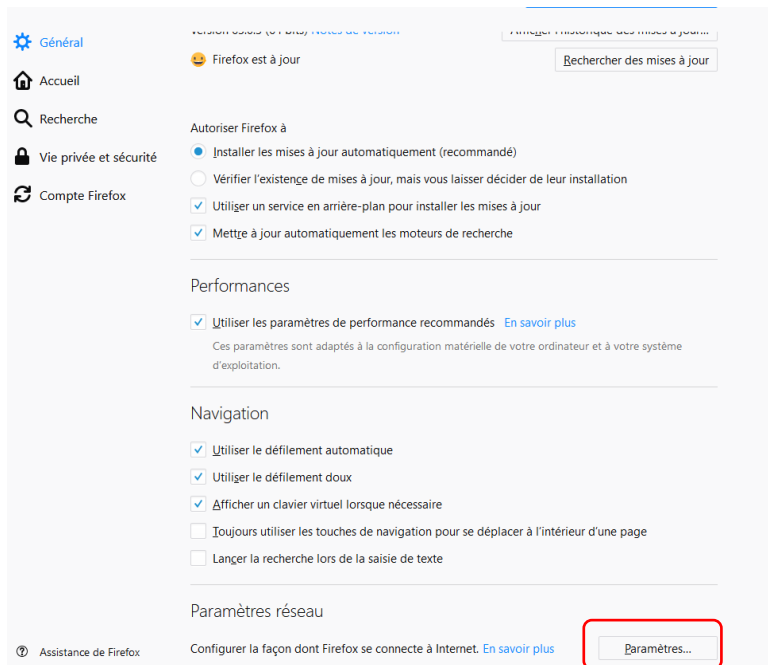 Général
Accueil
Recherche
Vie privée et sécurité
Compte Firefox
Assistance de Firefox
Notes de version
Firefox est à jour
Rechercher des mises à jour
Autoriser Firefox à
Installer les mises à jour automatiquement (recommandé)
Vérifier l'existence de mises à jour, mais vous laisser décider de leur installation
Utiliser un service en arrière-plan pour installer les mises à jour
Mettre à jour automatiquement les moteurs de recherche
Performances
Utiliser les paramètres de performance recommandés En savoir plus
Ces paramètres sont adaptés à la configuration matérielle de votre ordinateur et à votre système
d'exploitation.
Navigation
Utiliser le défilement automatique
Utiliser le défilement doux
Afficher un clavier virtuel lorsque nécessaire
Toujours utiliser les touches de navigation pour se déplacer à l'intérieur d'une page
Lancer la recherche lors de la saisie de texte
Paramètres réseau
Configurer la façon dont Firefox se connecte à Internet. En savoir plus
Paramètres...